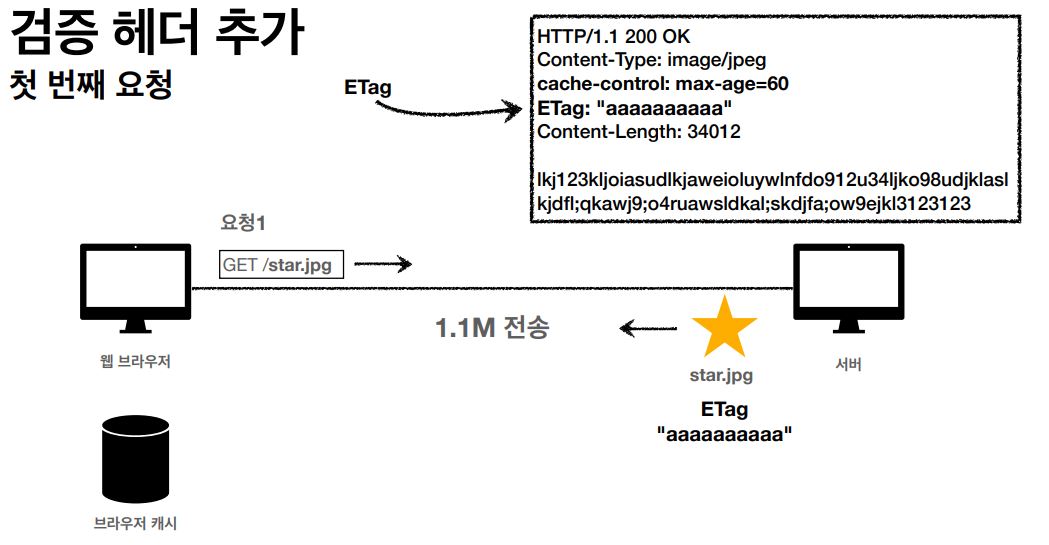 검증 헤더 추가
첫 번째 요청
ETag
HTTP/1.1 200 OK
Content-Type: image/jpeg
cache-control: max-age=60
ETag: "aaaaaaaaaa"
Content-Length: 34012
lkj123kljoiasudlkjaweioluywlnfdo912u34ljko98udjklasl
kjdfl;qkawj9;o4ruawsldkal;skdjfa;ow9ejkl3123123
요청1
GET /star.jpg
1.1M 전송
웹 브라우저
서버
star.jpg
ETag
"aaaaaaaaaa"
브라우저 캐시